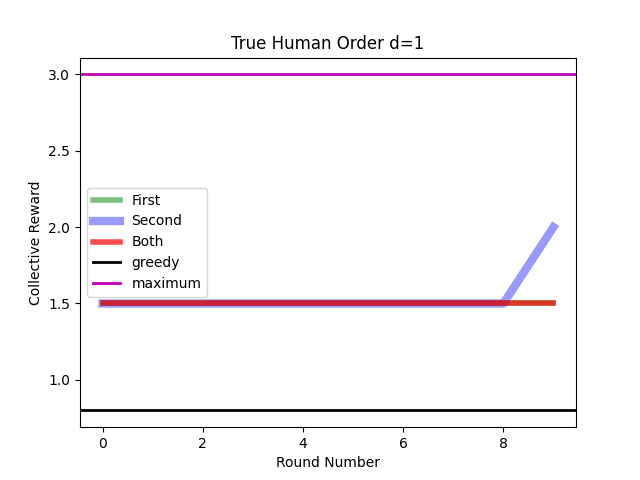 True Human Order d=1
Collective Reward
3.0
2.5
2.0
1.5
1.0
First
Second
Both
greedy
maximum
0 2 4 6 8
Round Number